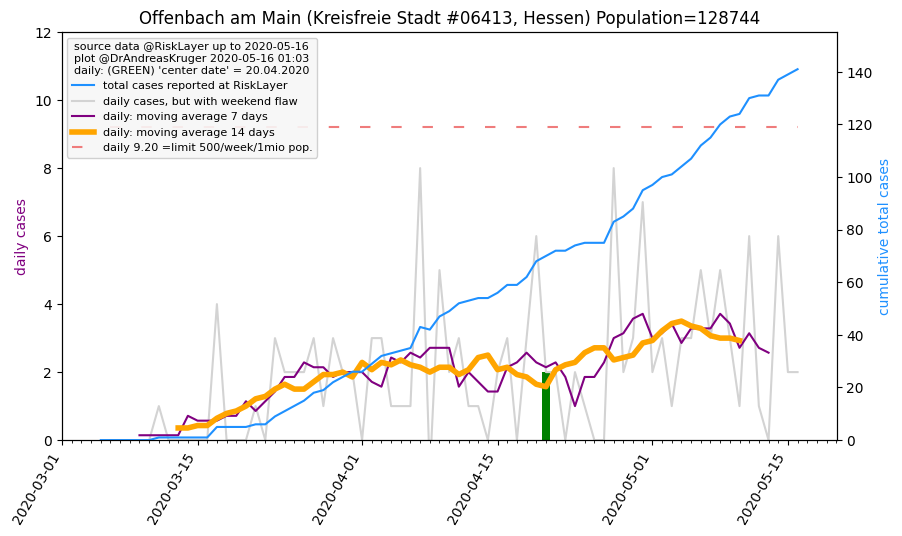 Offenbach am Main (Kreisfreie Stadt #06413, Hessen) Population=128744
source data @RiskLayer up to 2020-05-16
plot @DrAndreasKruger 2020-05-16 01:03
daily: (GREEN) 'center date' = 20.04.2020
total cases reported at RiskLayer
daily cases, but with weekend flaw
daily: moving average 7 days
daily: moving average 14 days
daily 9.20 =limit 500/week/1mio pop.
daily cases
12
10
8
6
4
2
0
cumulative total cases
140
120
100
80
60
40
20
0
2020-03-01
2020-03-15
2020-04-01
2020-04-15
2020-05-01
2020-05-15